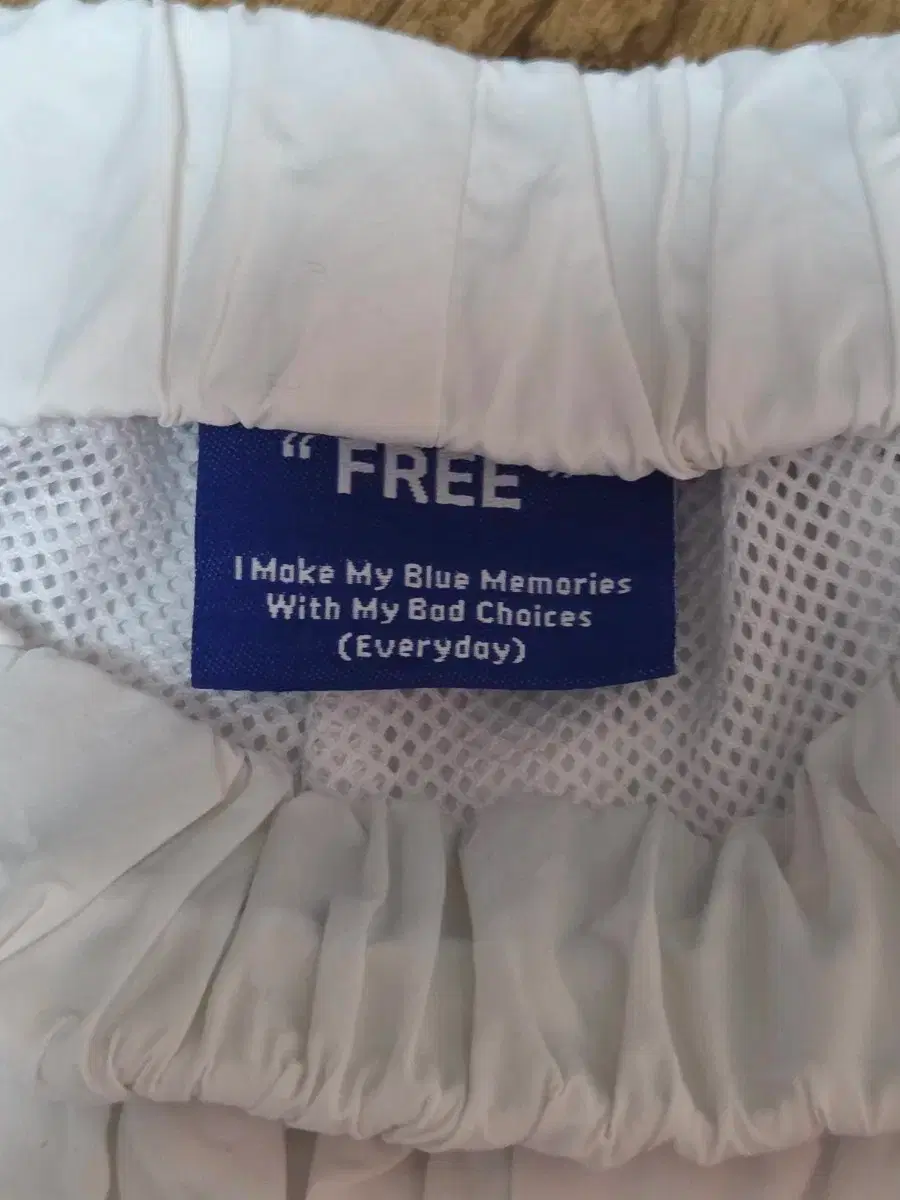 “ FREE ”
I Make My Blue Memories
With My Bad Choices
(Everyday)